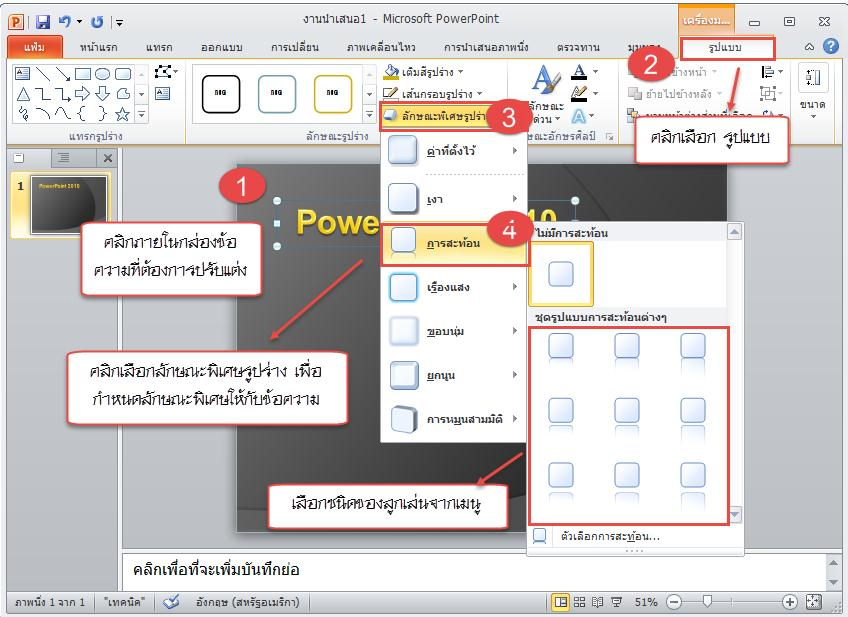 งานนำเสนอ1 - Microsoft PowerPoint
เครื่องม...
แฟ้ม หน้าแรก แทรก ออกแบบ การเปลี่ยน ภาพเคลื่อนไหว การนำเสนอภาพนิ่ง ตรวจทาน มุมมอง รูปแบบ
กขค กขค กขค
เติมสีรูปร่าง
เส้นกรอบรูปร่าง
ลักษณะพิเศษรูปร่าง
ลักษณะ
ด่วน
ข้างหน้า
ย้ายไปข้างหลัง
ขนาด
แทรกรูปร่าง ลักษณะรูปร่าง
2
3
คลิกเลือก รูปแบบ
1
PowerPoint 2010
1
คลิกภายในกล่องข้อ
ความที่ต้องการปรับแต่ง
Powe 10
ค่าที่ตั้งไว้
เงา
4
การสะท้อน
เรืองแสง
ขอบนุ่ม
ยกนูน
การหมุนสามมิติ
ไม่มีการสะท้อน
ชุดรูปแบบการสะท้อนต่างๆ
ตัวเลือกการสะท้อน...
คลิกเลือกลักษณะพิเศษรูปร่าง เพื่อ
กำหนดลักษณะพิเศษให้กับข้อความ
เลือกชนิดของลูกเล่นจากเมนู
คลิกเพื่อที่จะเพิ่มบันทึกย่อ
ภาพนิ่ง 1 จาก 1 "เทคนิค" อังกฤษ (สหรัฐอเมริกา) 51%